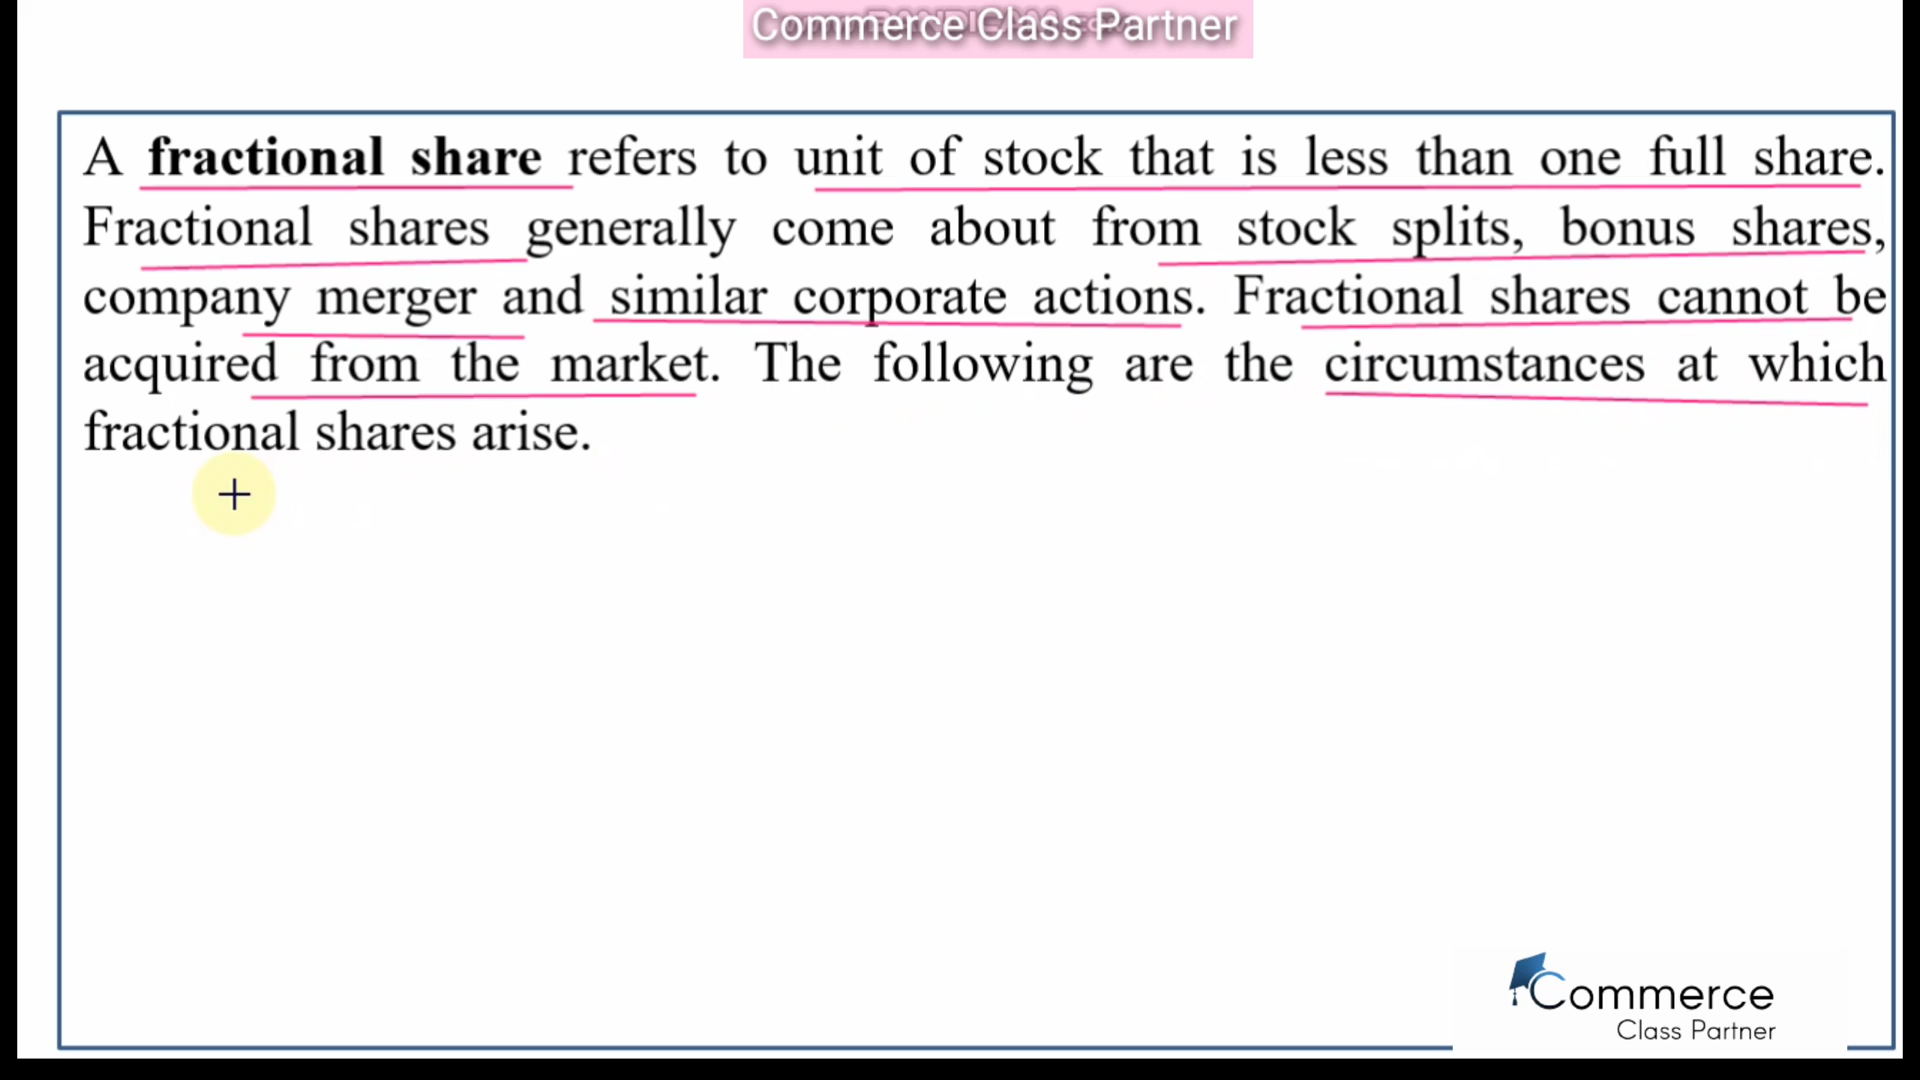 Commerce Class Partner
A fractional share refers to unit of stock that is less than one full share.
Fractional shares generally come about from stock splits, bonus shares,
company merger and similar corporate actions. Fractional shares cannot be
acquired from the market. The following are the circumstances at which
fractional shares arise.
Commerce
Class Partner